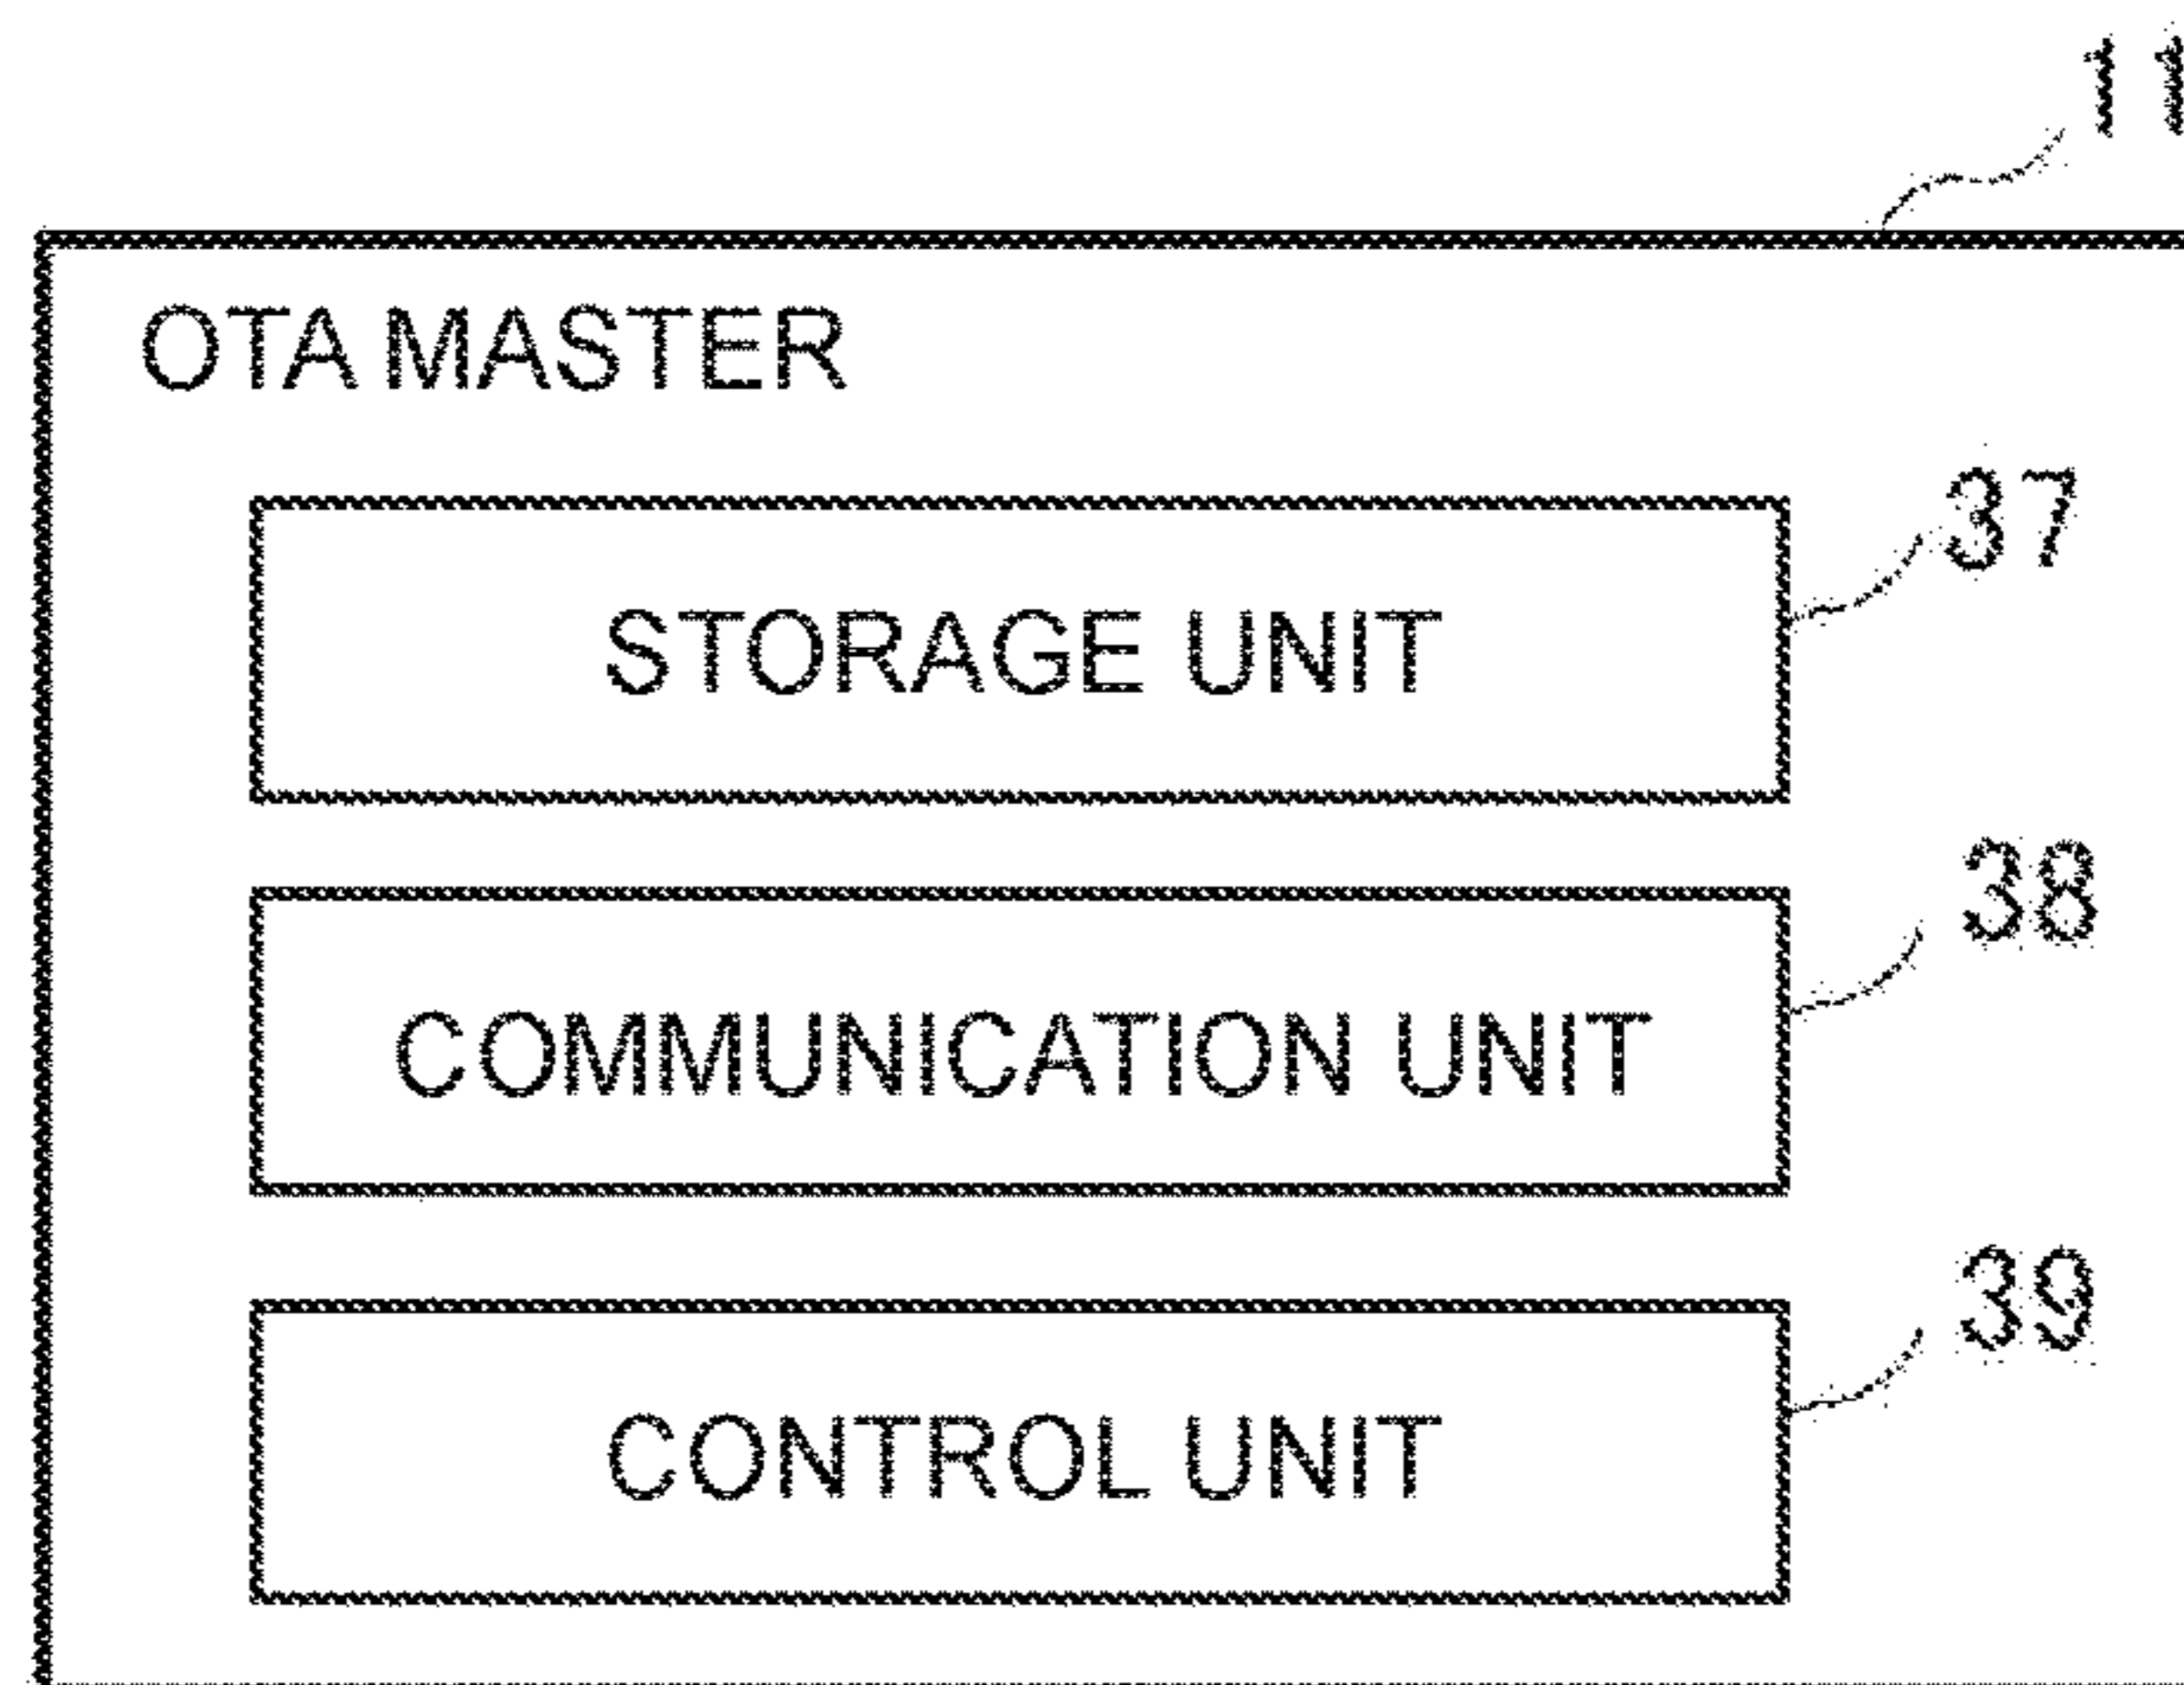 11
OTA MASTER
37
STORAGE UNIT
38
COMMUNICATION UNIT
39
CONTROL UNIT